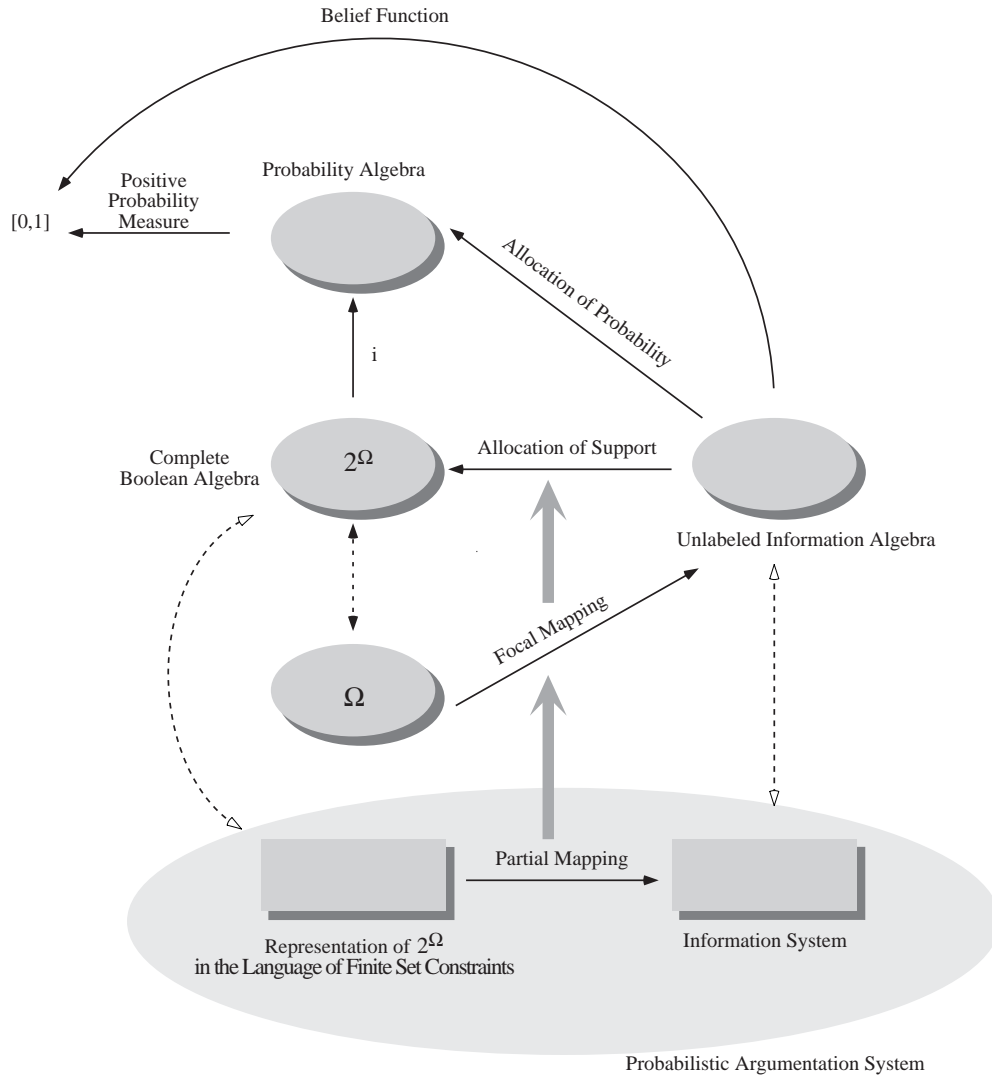 Belief Function
Probability Algebra
Positive
Probability
Measure
[0,1]
Allocation of Probability
i
Complete
Boolean Algebra
2^Ω
Allocation of Support
Unlabeled Information Algebra
Focal Mapping
Ω
Partial Mapping
Representation of 2^Ω
in the Language of Finite Set Constraints
Information System
Probabilistic Argumentation System